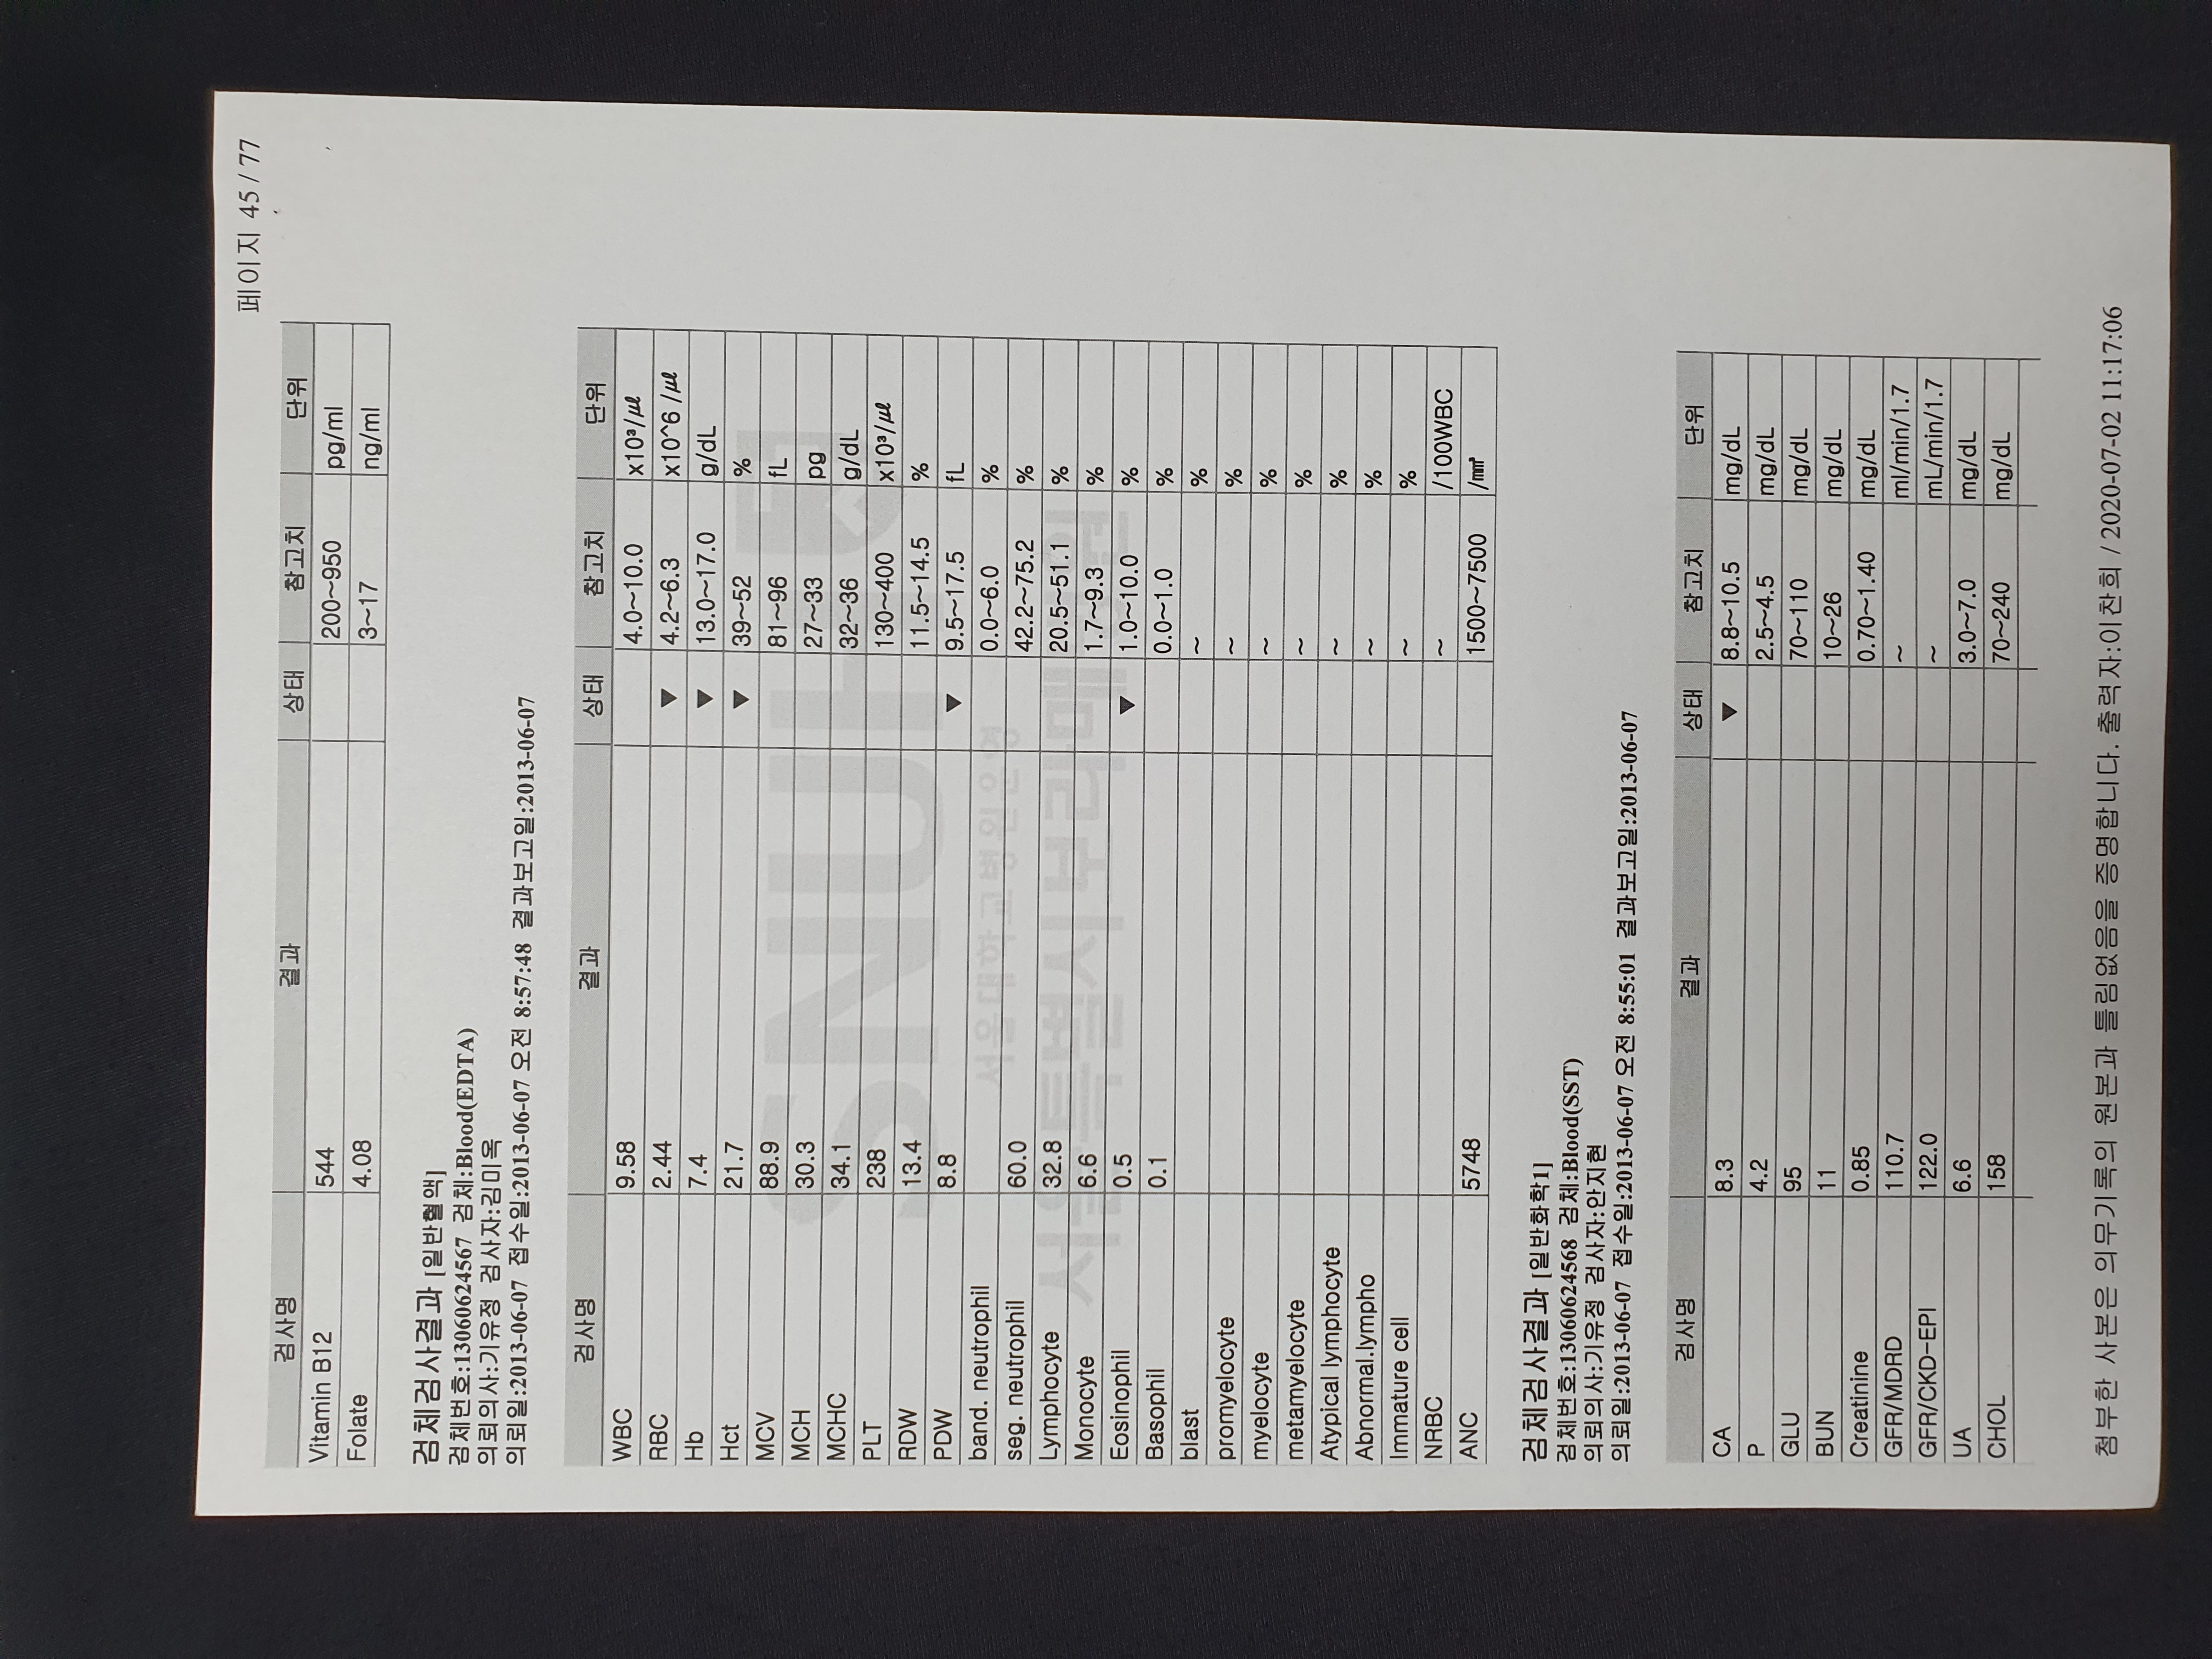 페이지 45 / 77
검사명 결과 상태 참고치 단위
Vitamin B12 544 200~950 pg/ml
Folate 4.08 3~17 ng/ml
검체검사결과 [일반혈액]
검체번호:13060624567 검체:Blood(EDTA)
의뢰의사:기유정 검사자:김미옥
의뢰일:2013-06-07 접수일:2013-06-07 오전 8:57:48 결과보고일:2013-06-07
검사명 결과 상태 참고치 단위
WBC 9.58 4.0~10.0 x10³/㎕
RBC 2.44 ▼ 4.2~6.3 x10^6 /㎕
Hb 7.4 ▼ 13.0~17.0 g/dL
Hct 21.7 ▼ 39~52 %
MCV 88.9 81~96 fL
MCH 30.3 27~33 pg
MCHC 34.1 32~36 g/dL
PLT 238 130~400 x10³/㎕
RDW 13.4 11.5~14.5 %
PDW 8.8 ▼ 9.5~17.5 fL
band. neutrophil 0.0~6.0 %
seg. neutrophil 60.0 42.2~75.2 %
Lymphocyte 32.8 20.5~51.1 %
Monocyte 6.6 1.7~9.3 %
Eosinophil 0.5 ▼ 1.0~10.0 %
Basophil 0.1 0.0~1.0 %
blast ~ %
promyelocyte ~ %
myelocyte ~ %
metamyelocyte ~ %
Atypical lymphocyte ~ %
Abnormal.lympho ~ %
Immature cell ~ %
NRBC ~ /100WBC
ANC 5748 1500~7500 /㎣
SNUH
서울대학교병원운영
서울특별시 보라매병원
검체검사결과 [일반화학1]
검체번호:13060624568 검체:Blood(SST)
의뢰의사:기유정 검사자:안지현
의뢰일:2013-06-07 접수일:2013-06-07 오전 8:55:01 결과보고일:2013-06-07
검사명 결과 상태 참고치 단위
CA 8.3 ▼ 8.8~10.5 mg/dL
P 4.2 2.5~4.5 mg/dL
GLU 95 70~110 mg/dL
BUN 11 10~26 mg/dL
Creatinine 0.85 0.70~1.40 mg/dL
GFR/MDRD 110.7 ~ ml/min/1.7
GFR/CKD-EPI 122.0 ~ mL/min/1.7
UA 6.6 3.0~7.0 mg/dL
CHOL 158 70~240 mg/dL
첨부한 사본은 의무기록의 원본과 틀림없음을 증명합니다. 출력자:이찬희 / 2020-07-02 11:17:06